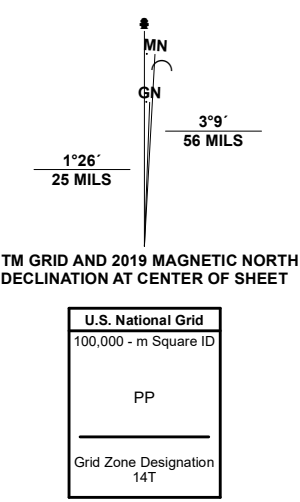 MN
GN
3°9´
56 MILS
1°26´
25 MILS
TM GRID AND 2019 MAGNETIC NORTH
DECLINATION AT CENTER OF SHEET
U.S. National Grid
100,000 - m Square ID
PP
Grid Zone Designation
14T